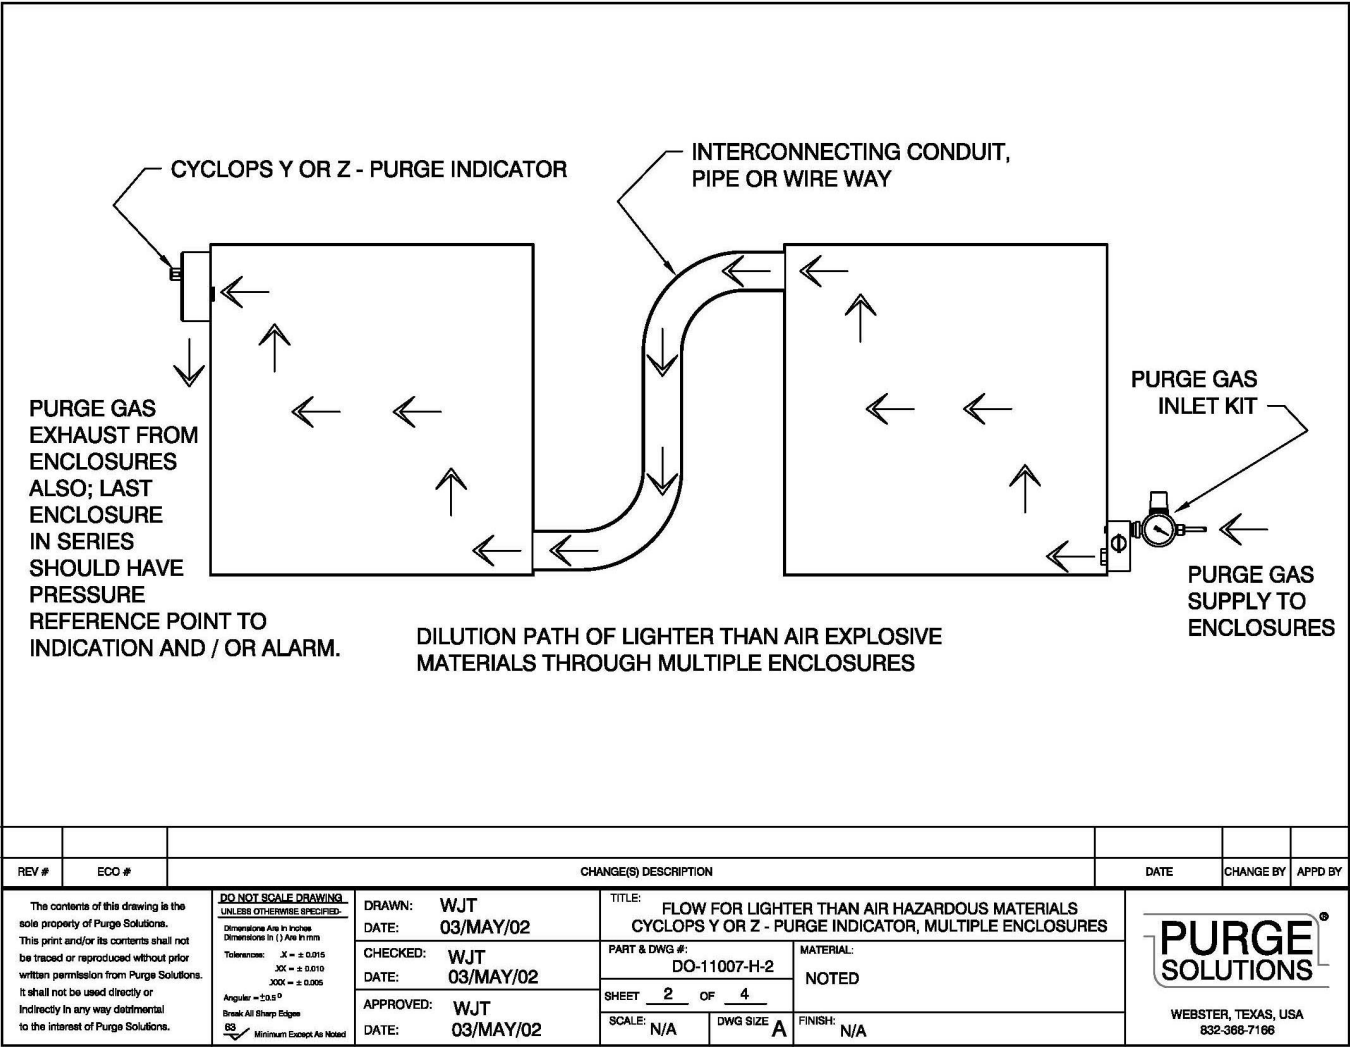 CYCLOPS Y OR Z - PURGE INDICATOR
INTERCONNECTING CONDUIT,
PIPE OR WIRE WAY
PURGE GAS
INLET KIT
PURGE GAS
EXHAUST FROM
ENCLOSURES
ALSO; LAST
ENCLOSURE
IN SERIES
SHOULD HAVE
PRESSURE
REFERENCE POINT TO
INDICATION AND / OR ALARM.
PURGE GAS
SUPPLY TO
ENCLOSURES
DILUTION PATH OF LIGHTER THAN AIR EXPLOSIVE
MATERIALS THROUGH MULTIPLE ENCLOSURES
REV # ECO # CHANGE(S) DESCRIPTION DATE CHANGE BY APPD BY
The contents of this drawing is the
sole property of Purge Solutions.
This print and/or its contents shall not
be traced or reproduced without prior
written permission from Purge Solutions.
It shall not be used directly or
indirectly in any way detrimental
to the interest of Purge Solutions.
DO NOT SCALE DRAWING
UNLESS OTHERWISE SPECIFIED-
Dimensions Are in Inches
Dimensions in ( ) Are in mm
Tolerances: .X = ± 0.015
.XX = ± 0.010
.XXX = ± 0.005
Angular = ±0.5°
Break All Sharp Edges
63 Minimum Except As Noted
DRAWN: WJT
DATE: 03/MAY/02
CHECKED: WJT
DATE: 03/MAY/02
APPROVED: WJT
DATE: 03/MAY/02
TITLE: FLOW FOR LIGHTER THAN AIR HAZARDOUS MATERIALS
CYCLOPS Y OR Z - PURGE INDICATOR, MULTIPLE ENCLOSURES
PART & DWG #:
DO-11007-H-2
MATERIAL:
NOTED
SHEET 2 OF 4
SCALE: N/A
DWG SIZE A
FINISH: N/A
PURGE®
SOLUTIONS
WEBSTER, TEXAS, USA
832-366-7166